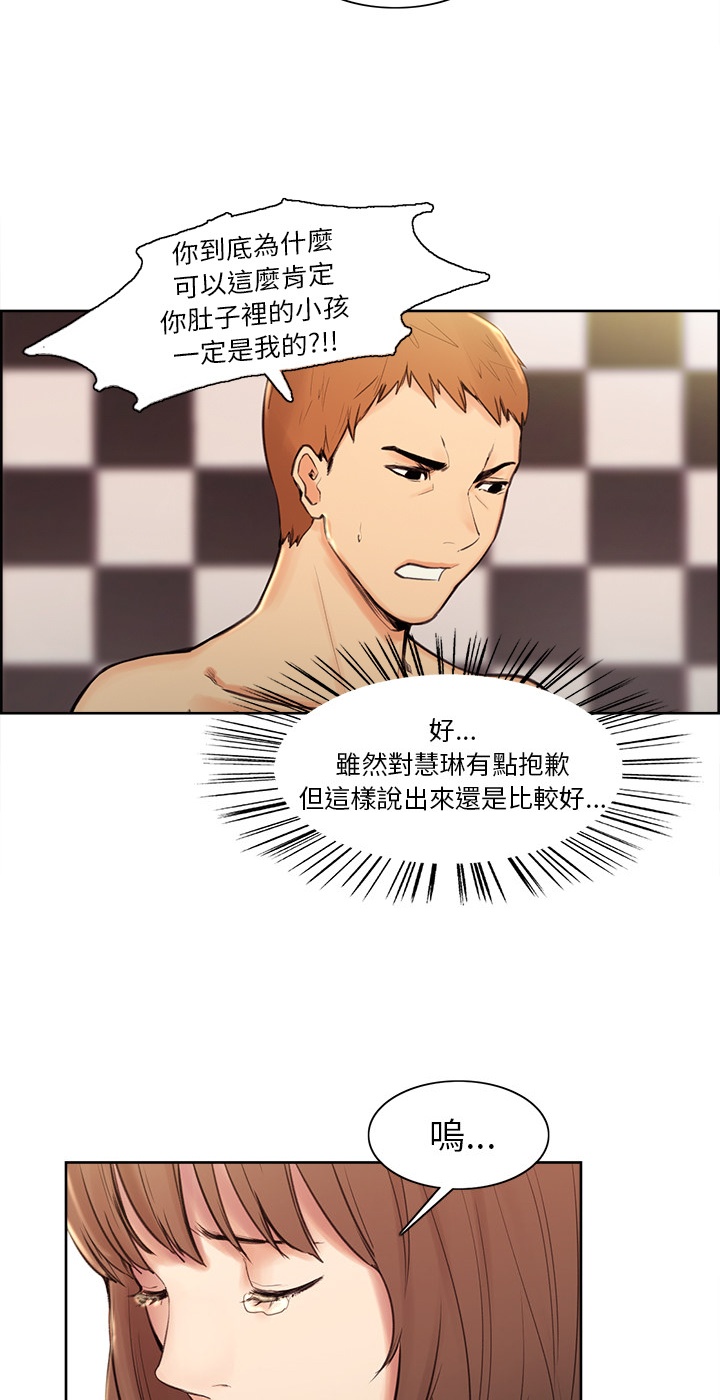 你到底為什麼
可以這麼肯定
你肚子裡的小孩
一定是我的?!!
好...
雖然對慧琳有點抱歉
但這樣說出來還是比較好...
嗚...